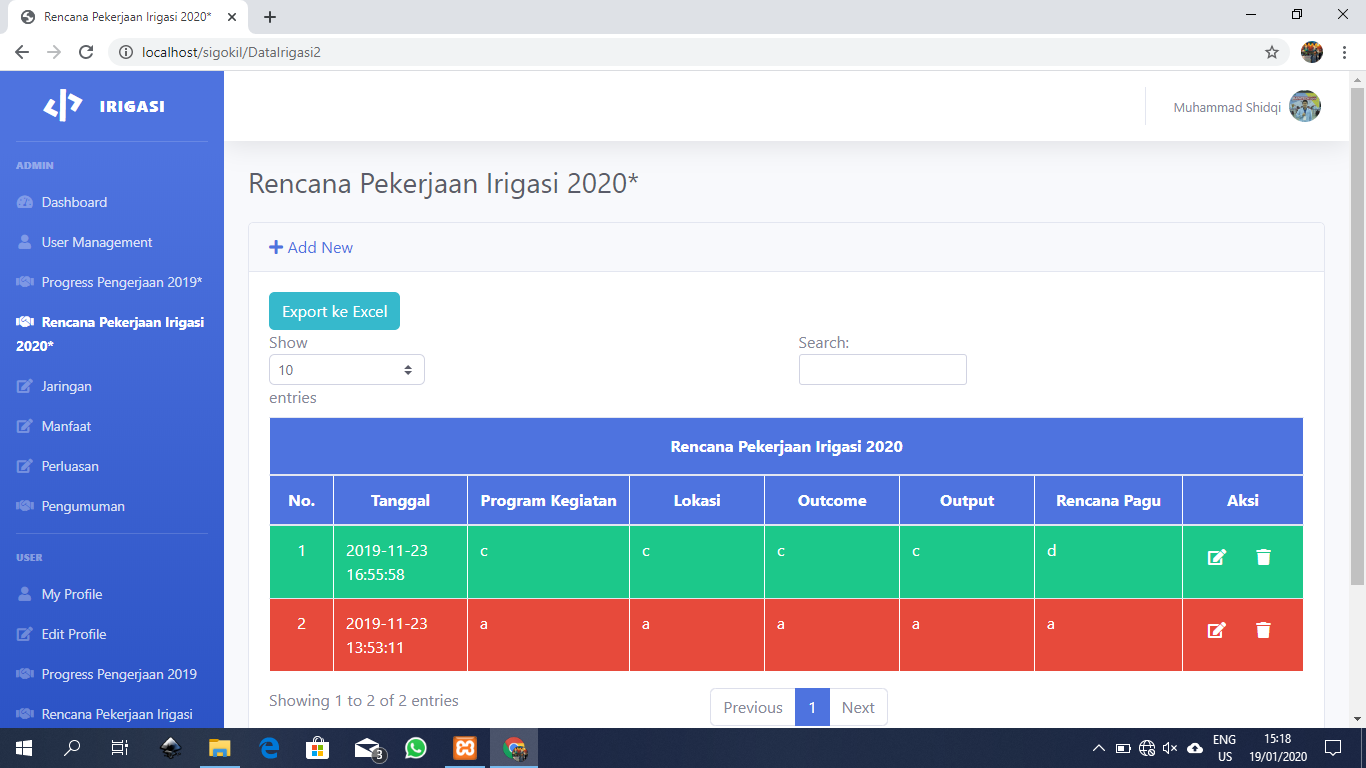 Rencana Pekerjaan Irigasi 2020*
localhost/sigokil/DataIrigasi2
IRIGASI
Muhammad Shidqi
ADMIN
Dashboard
User Management
Progress Pengerjaan 2019*
Rencana Pekerjaan Irigasi
2020*
Jaringan
Manfaat
Perluasan
Pengumuman
USER
My Profile
Edit Profile
Progress Pengerjaan 2019
Rencana Pekerjaan Irigasi
Rencana Pekerjaan Irigasi 2020*
Add New
Export ke Excel
Show
10
entries
Search:
Rencana Pekerjaan Irigasi 2020
No. Tanggal Program Kegiatan Lokasi Outcome Output Rencana Pagu Aksi
1 2019-11-23 c c c c d
16:55:58
2 2019-11-23 a a a a a
13:53:11
Showing 1 to 2 of 2 entries
Previous 1 Next
3
ENG
US
15:18
19/01/2020